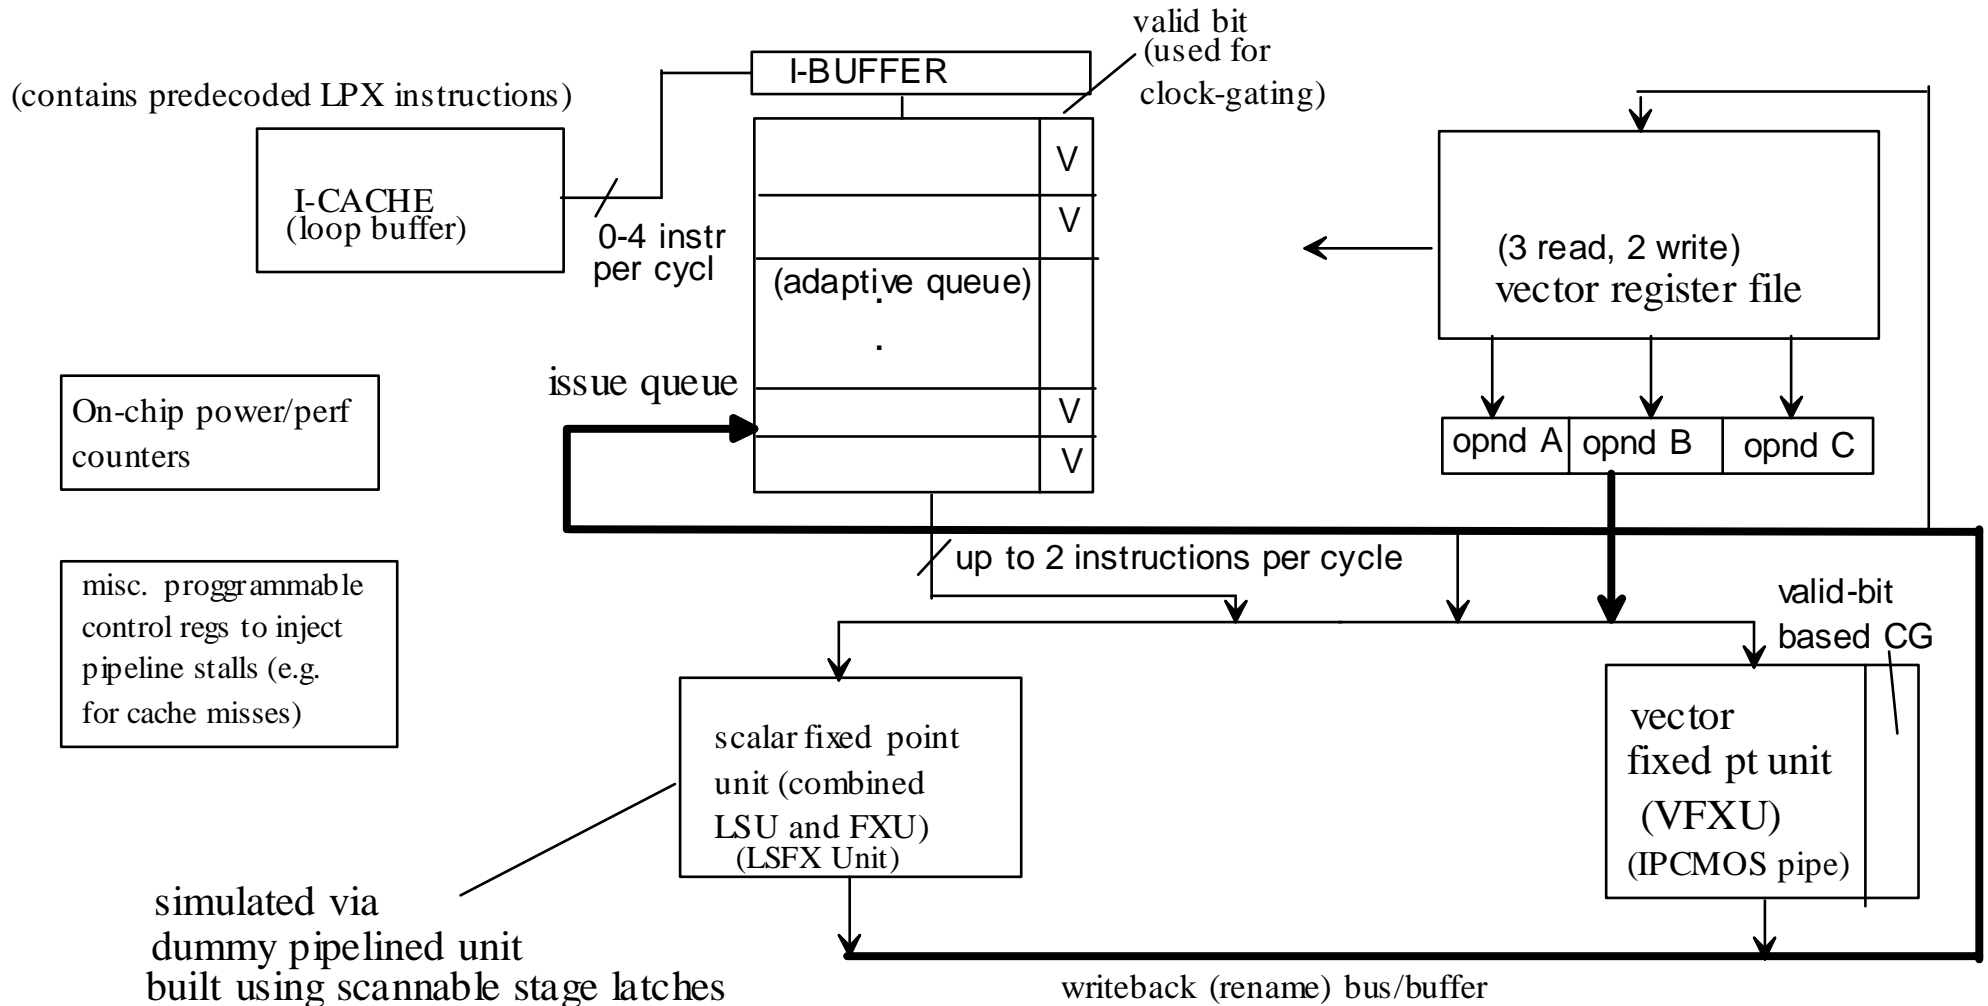 valid bit
(used for
clock-gating)
I-BUFFER
(contains predecoded LPX instructions)
I-CACHE
(loop buffer)
0-4 instr
per cycl
V
V
(adaptive queue)
.
.
V
V
issue queue
(3 read, 2 write)
vector register file
opnd A
opnd B
opnd C
On-chip power/perf
counters
up to 2 instructions per cycle
misc. proggrammable
control regs to inject
pipeline stalls (e.g.
for cache misses)
valid-bit
based CG
scalar fixed point
unit (combined
LSU and FXU)
(LSFX Unit)
vector
fixed pt unit
(VFXU)
(IPCMOS pipe)
simulated via
dummy pipelined unit
built using scannable stage latches
writeback (rename) bus/buffer